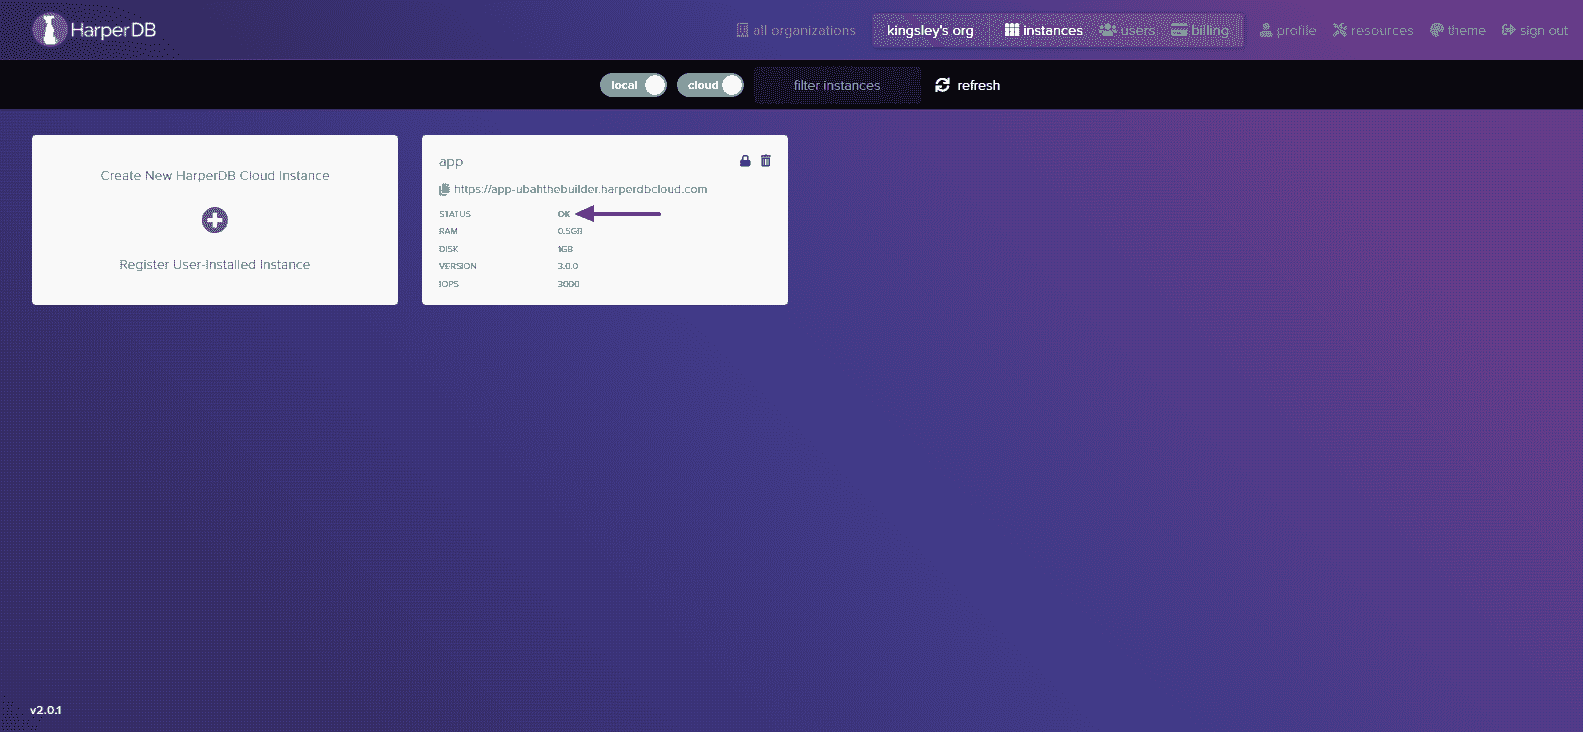 HarperDB
all organizations
kingsley's org
instances
users
billing
profile
resources
theme
sign out
local
cloud
filter instances
refresh
Create New HarperDB Cloud Instance
Register User-Installed Instance
app
https://app-ubahthebuilder.harperdbcloud.com
STATUS OK
RAM 0.5GB
DISK 1GB
VERSION 3.0.0
IOPS 3000
v2.0.1